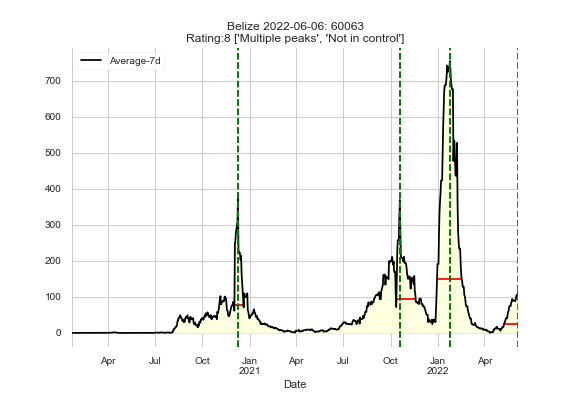 Belize 2022-06-06: 60063
Rating:8 ['Multiple peaks', 'Not in control']
Average-7d
700
600
500
400
300
200
100
0
Apr
Jul
Oct
Jan
2021
Apr
Jul
Oct
Jan
2022
Apr
Date